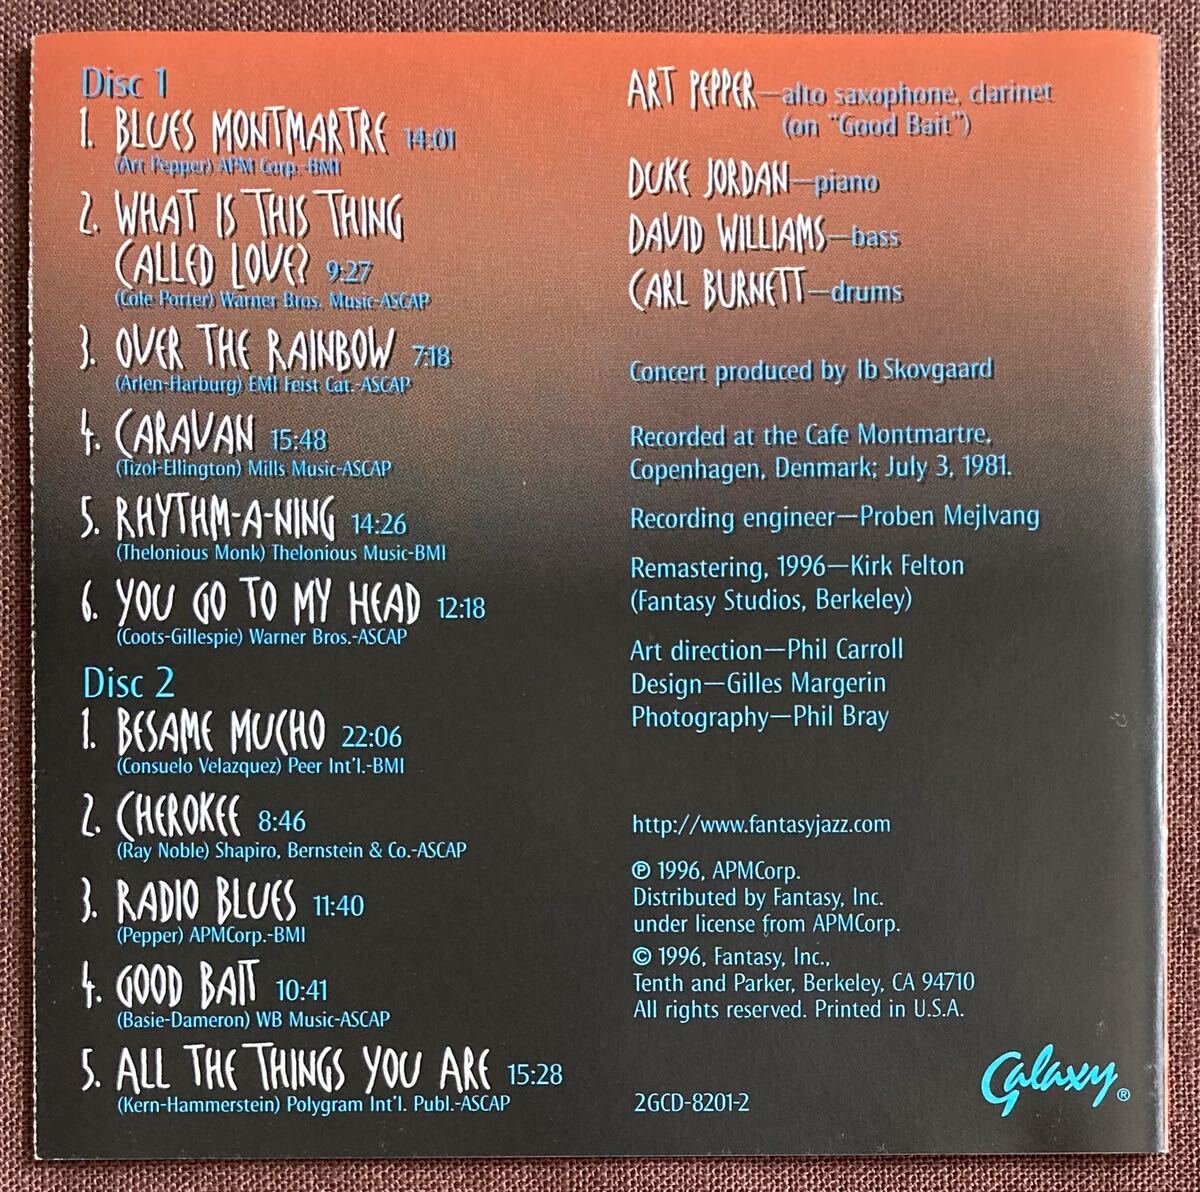 Disc 1
1. BLUES MONTMARTRE 14:01
(Art Pepper) APM Corp.-BMI
2. WHAT IS THIS THING
CALLED LOVE? 9:27
(Cole Porter) Warner Bros. Music-ASCAP
3. OVER THE RAINBOW 7:18
(Arlen-Harburg) EMI Feist Cat.-ASCAP
4. CARAVAN 15:48
(Tizol-Ellington) Mills Music-ASCAP
5. RHYTHM-A-NING 14:26
(Thelonious Monk) Thelonious Music-BMI
6. YOU GO TO MY HEAD 12:18
(Coots-Gillespie) Warner Bros.-ASCAP
Disc 2
1. BESAME MUCHO 22:06
(Consuelo Velazquez) Peer Int'l.-BMI
2. CHEROKEE 8:46
(Ray Noble) Shapiro, Bernstein & Co.-ASCAP
3. RADIO BLUES 11:40
(Pepper) APMCorp.-BMI
4. GOOD BAIT 10:41
(Basie-Dameron) WB Music-ASCAP
5. ALL THE THINGS YOU ARE 15:28
(Kern-Hammerstein) Polygram Int'l. Publ.-ASCAP
ART PEPPER—alto saxophone, clarinet
(on "Good Bait")
DUKE JORDAN—piano
DAVID WILLIAMS—bass
CARL BURNETT—drums
Concert produced by Ib Skovgaard
Recorded at the Cafe Montmartre,
Copenhagen, Denmark; July 3, 1981.
Recording engineer—Proben Mejlvang
Remastering, 1996—Kirk Felton
(Fantasy Studios, Berkeley)
Art direction—Phil Carroll
Design—Gilles Margerin
Photography—Phil Bray
http://www.fantasyjazz.com
℗ 1996, APMCorp.
Distributed by Fantasy, Inc.
under license from APMCorp.
© 1996, Fantasy, Inc.,
Tenth and Parker, Berkeley, CA 94710
All rights reserved. Printed in U.S.A.
2GCD-8201-2
Galaxy®